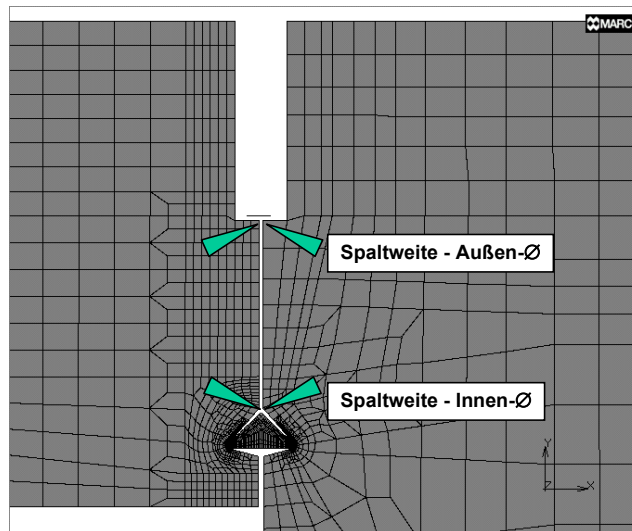 MARC
Spaltweite - Außen-Ø
Spaltweite - Innen-Ø
Y
Z X